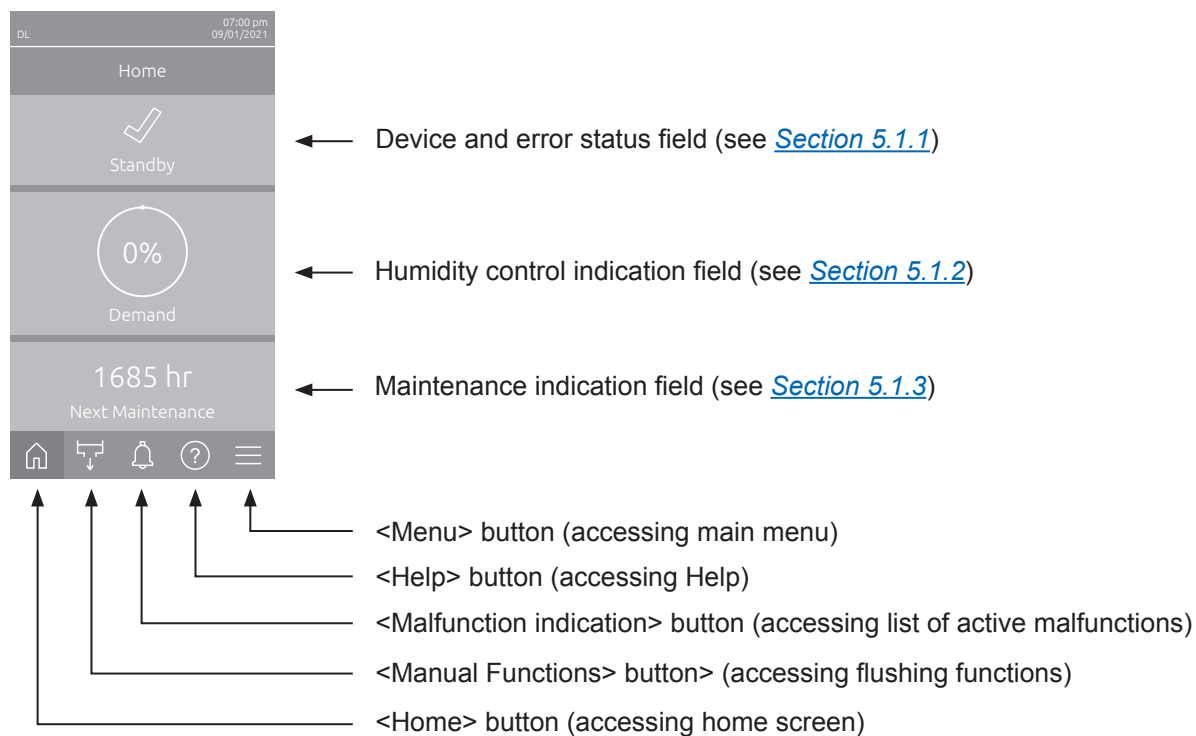 07:00 pm
DL 09/01/2021
Home
Standby
Device and error status field (see Section 5.1.1)
0%
Demand
Humidity control indication field (see Section 5.1.2)
1685 hr
Next Maintenance
Maintenance indication field (see Section 5.1.3)
?
<Menu> button (accessing main menu)
<Help> button (accessing Help)
<Malfunction indication> button (accessing list of active malfunctions)
<Manual Functions> button> (accessing flushing functions)
<Home> button (accessing home screen)